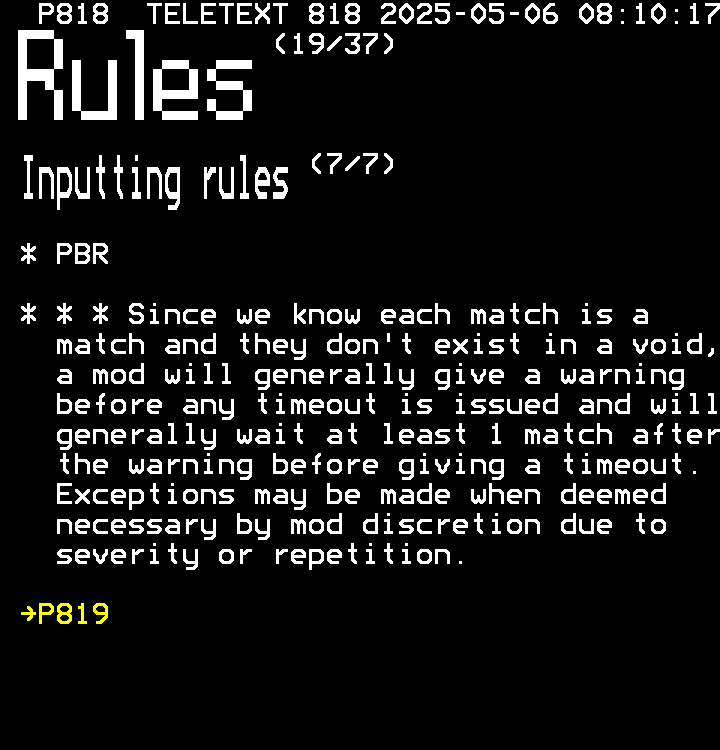 P818 TELETEXT 818 2025-05-06 08:10:17
Rules (19/37)
Inputting rules (7/7)
* PBR
* * * Since we know each match is a
match and they don't exist in a void,
a mod will generally give a warning
before any timeout is issued and will
generally wait at least 1 match after
the warning before giving a timeout.
Exceptions may be made when deemed
necessary by mod discretion due to
severity or repetition.
→P819